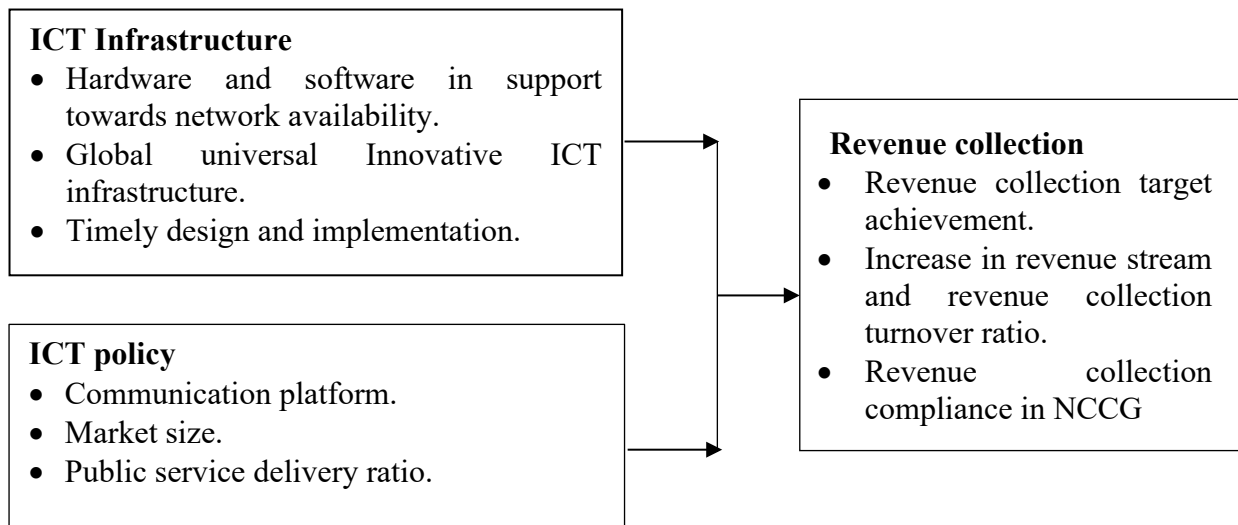 ICT Infrastructure
• Hardware and software in support
towards network availability.
• Global universal Innovative ICT
infrastructure.
• Timely design and implementation.
ICT policy
• Communication platform.
• Market size.
• Public service delivery ratio.
Revenue collection
• Revenue collection target
achievement.
• Increase in revenue stream
and revenue collection
turnover ratio.
• Revenue collection
compliance in NCCG